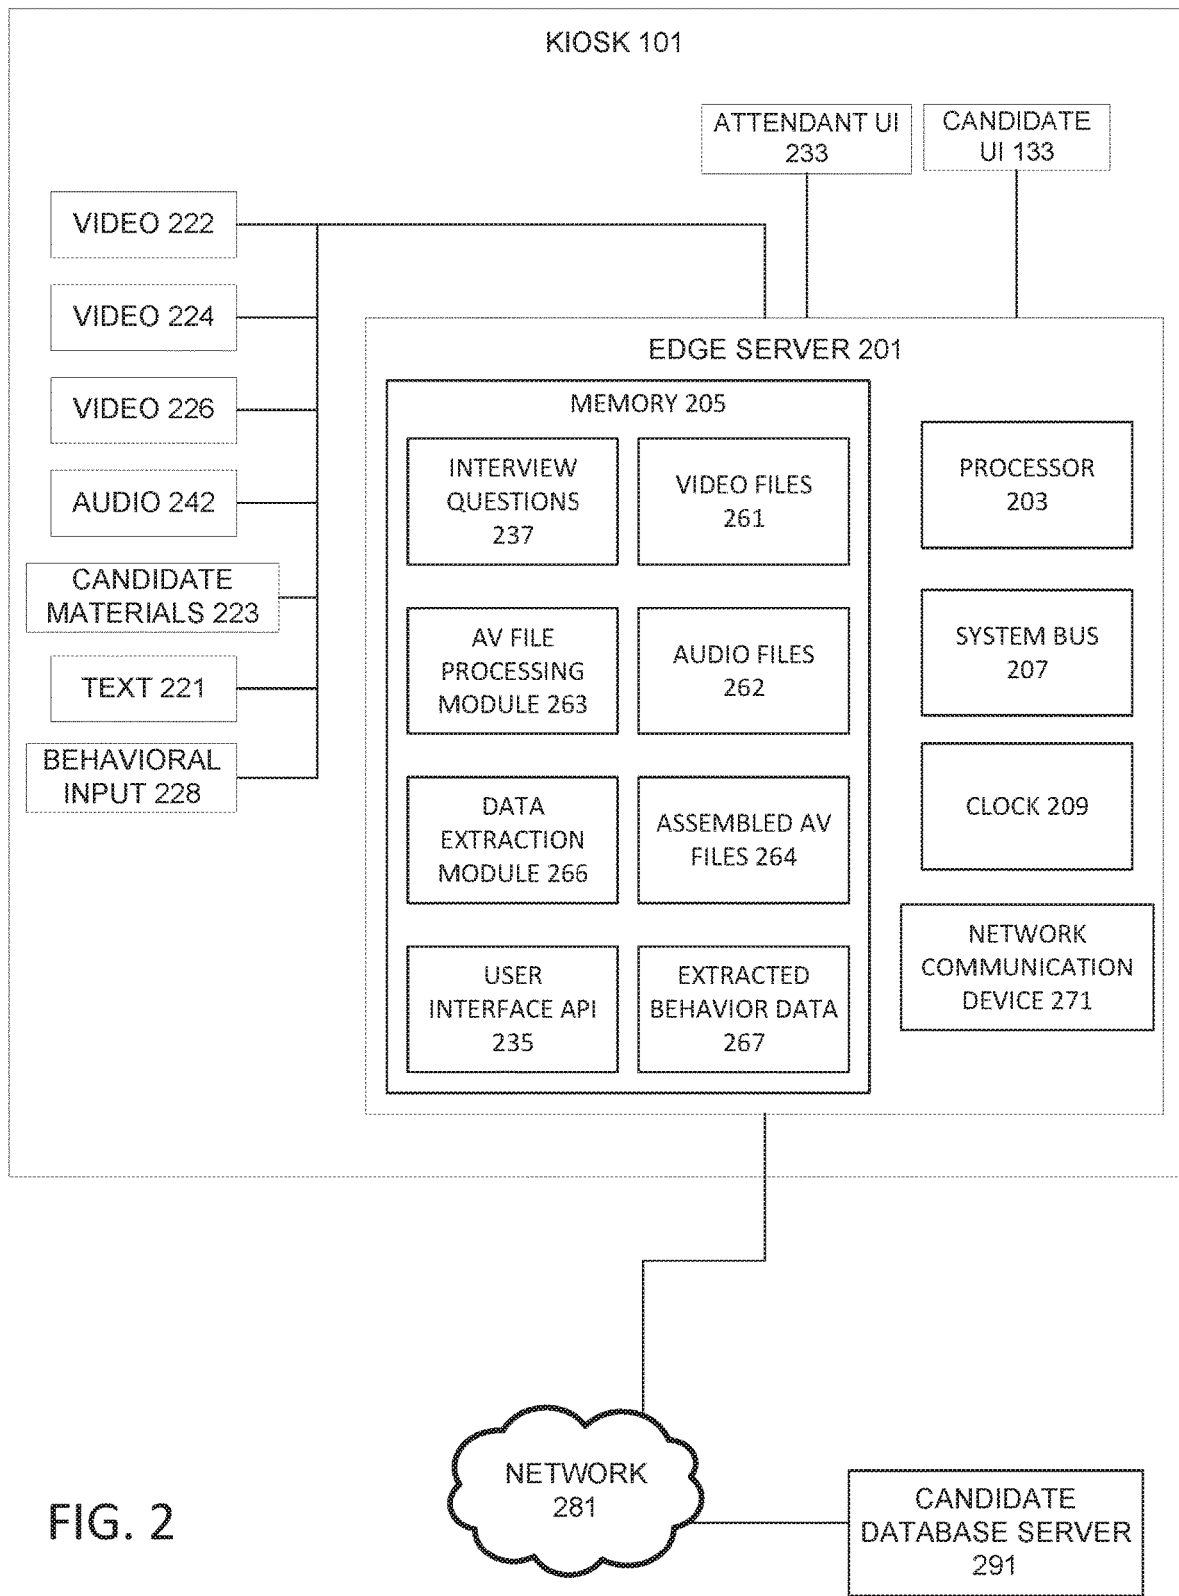 KIOSK 101
ATTENDANT UI
233
CANDIDATE
UI 133
VIDEO 222
VIDEO 224
VIDEO 226
AUDIO 242
CANDIDATE
MATERIALS 223
TEXT 221
BEHAVIORAL
INPUT 228
EDGE SERVER 201
MEMORY 205
INTERVIEW
QUESTIONS
237
VIDEO FILES
261
AV FILE
PROCESSING
MODULE 263
AUDIO FILES
262
DATA
EXTRACTION
MODULE 266
ASSEMBLED AV
FILES 264
USER
INTERFACE API
235
EXTRACTED
BEHAVIOR DATA
267
PROCESSOR
203
SYSTEM BUS
207
CLOCK 209
NETWORK
COMMUNICATION
DEVICE 271
NETWORK
281
CANDIDATE
DATABASE SERVER
291
FIG. 2